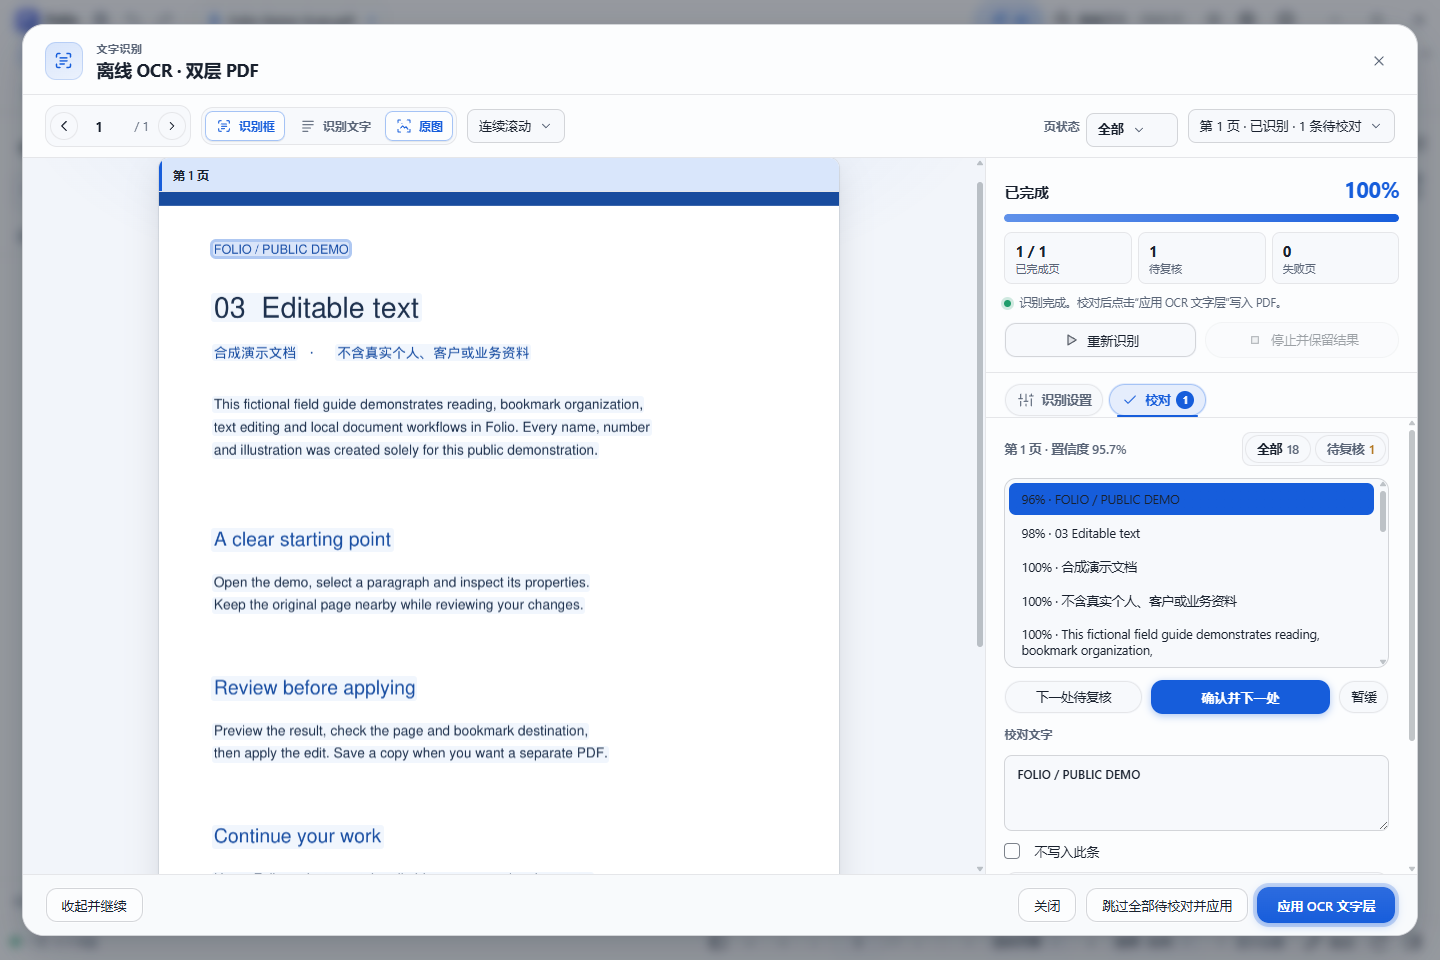 文字识别
离线 OCR · 双层 PDF
1 / 1
识别框
识别文字
原图
连续滚动
页状态
全部
第 1 页 · 已识别 · 1 条待校对
第 1 页
FOLIO / PUBLIC DEMO
03 Editable text
合成演示文档 · 不含真实个人、客户或业务资料
This fictional field guide demonstrates reading, bookmark organization,
text editing and local document workflows in Folio. Every name, number
and illustration was created solely for this public demonstration.
A clear starting point
Open the demo, select a paragraph and inspect its properties.
Keep the original page nearby while reviewing your changes.
Review before applying
Preview the result, check the page and bookmark destination,
then apply the edit. Save a copy when you want a separate PDF.
Continue your work
已完成
100%
1 / 1
已完成页
1
待复核
0
失败页
识别完成。校对后点击“应用 OCR 文字层”写入 PDF。
重新识别
停止并保留结果
识别设置
校对 1
第 1 页 · 置信度 95.7%
全部 18
待复核 1
96% · FOLIO / PUBLIC DEMO
98% · 03 Editable text
100% · 合成演示文档
100% · 不含真实个人、客户或业务资料
100% · This fictional field guide demonstrates reading,
bookmark organization,
下一处待复核
确认并下一处
暂缓
校对文字
FOLIO / PUBLIC DEMO
不写入此条
收起并继续
关闭
跳过全部待校对并应用
应用 OCR 文字层